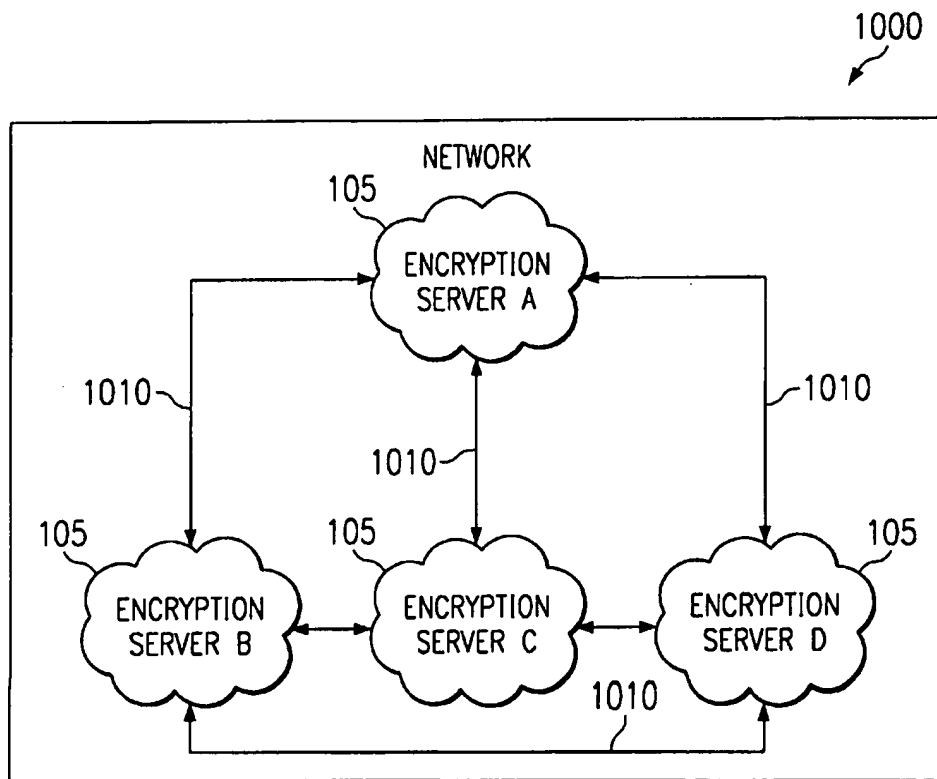 1000
NETWORK
105
ENCRYPTION
SERVER A
1010
1010
1010
105
ENCRYPTION
SERVER B
105
ENCRYPTION
SERVER C
105
ENCRYPTION
SERVER D
1010